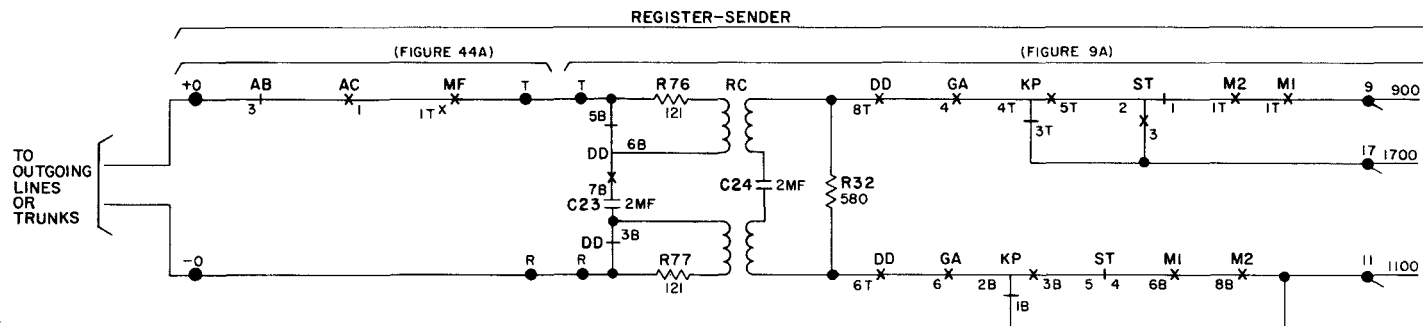 REGISTER-SENDER
(FIGURE 44A) (FIGURE 9A)
+0 AB AC MF T T R76 RC DD GA KP ST M2 M1 9 900
3 1 1T 121 8T 4 4T 5T 2 1 1T 1T
5B 3T 3
6B
DD 17 1700
TO
OUTGOING
LINES
OR
TRUNKS
7B
C23 2MF C24 2MF R32
580
3B
DD
-0 R R R77 DD GA KP ST M1 M2 11 1100
121 6T 6 2B 3B 5 4 6B 8B
1B